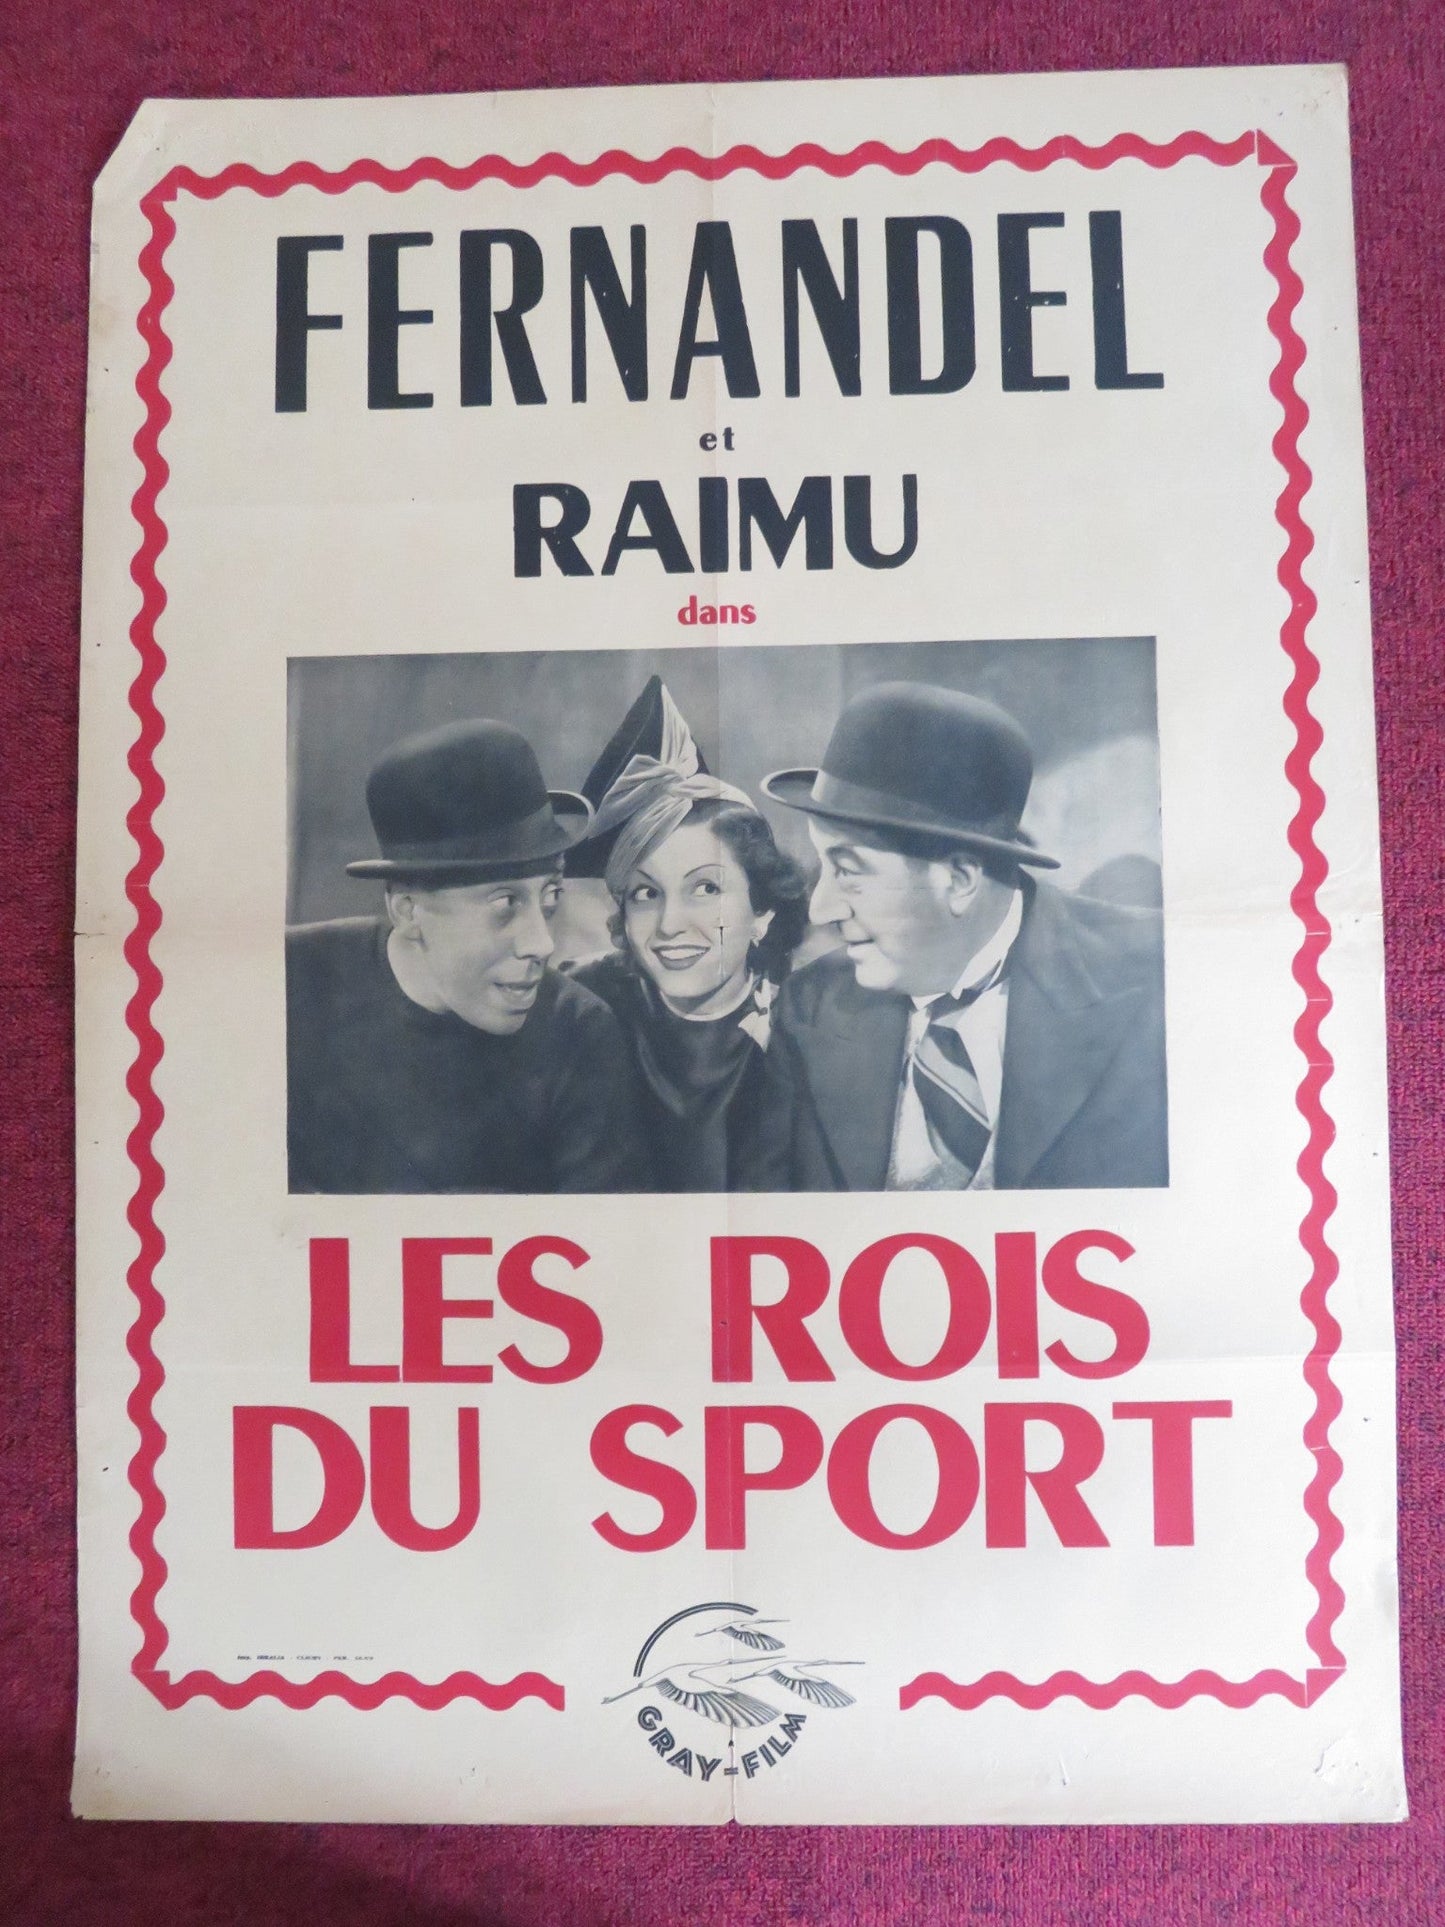 FERNANDEL
et
RAIMU
dans
LES ROIS
DU SPORT
GRAY-FILM